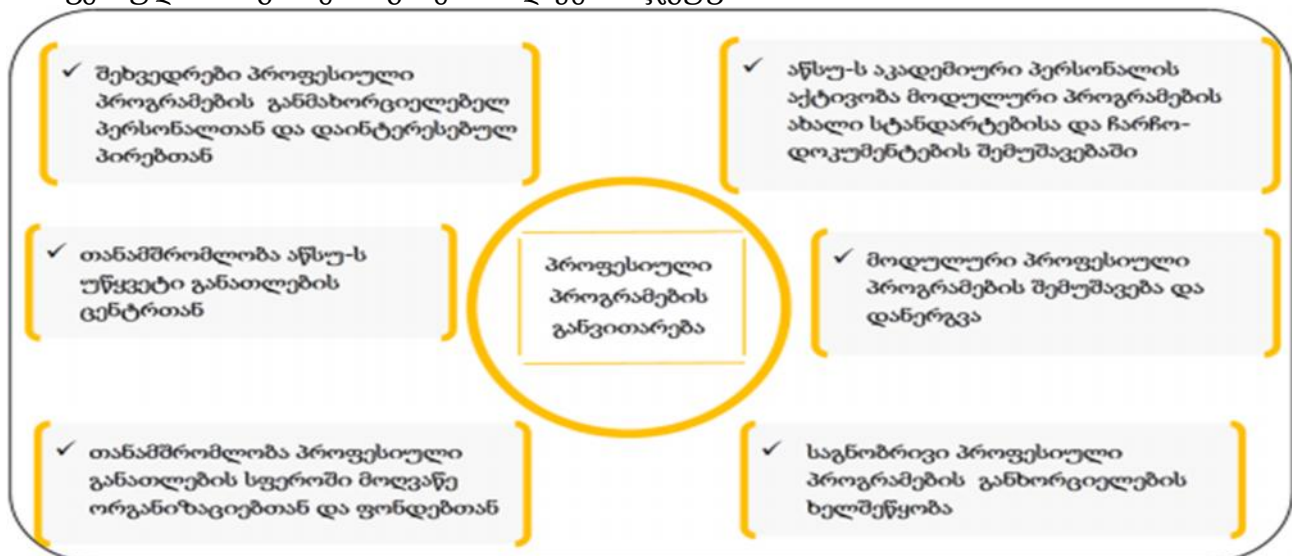 ✓ შეხვედრები პროფესიული
პროგრამების განმახორციელებელ
პერსონალთან და დაინტერესებულ
პირებთან
✓ აწსუ-ს აკადემიური პერსონალის
აქტივობა მოდულური პროგრამების
ახალი სტანდარტებისა და ჩარჩო-
დოკუმენტების შემუშავებაში
✓ თანამშრომლობა აწსუ-ს
უწყვეტი განათლების
ცენტრთან
პროფესიული
პროგრამების
განვითარება
✓ მოდულური პროფესიული
პროგრამების შემუშავება და
დანერგვა
✓ თანამშრომლობა პროფესიული
განათლების სფეროში მოღვაწე
ორგანიზაციებთან და ფონდებთან
✓ საგნობრივი პროფესიული
პროგრამების განხორციელების
ხელშეწყობა